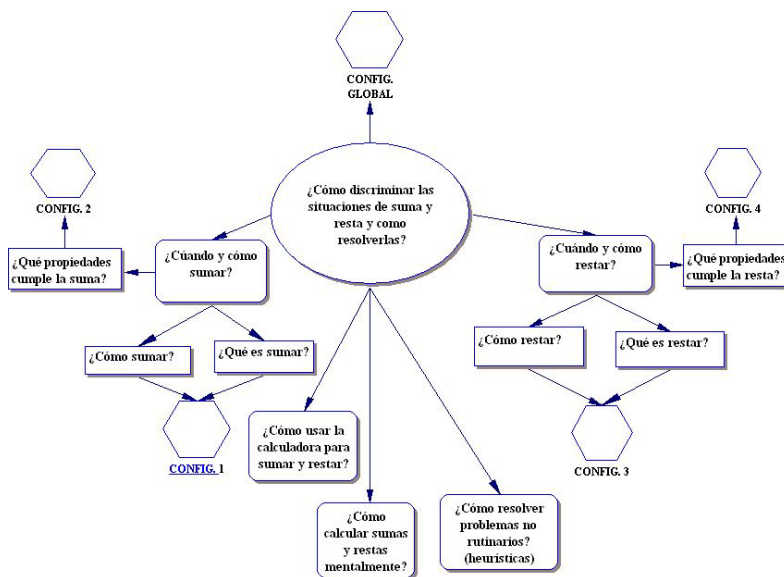 CONFIG.
GLOBAL
¿Cómo discriminar las
situaciones de suma y
resta y como
resolverlas?
CONFIG. 2
CONFIG. 4
¿Qué propiedades
cumple la suma?
¿Cúando y cómo
sumar?
¿Cuándo y cómo
restar?
¿Qué propiedades
cumple la resta?
¿Cómo sumar?
¿Qué es sumar?
¿Cómo restar?
¿Qué es restar?
CONFIG. 1
CONFIG. 3
¿Cómo usar la
calculadora para
sumar y restar?
¿Cómo
calcular sumas
y restas
mentalmente?
¿Cómo resolver
problemas no
rutinarios?
(heurísticas)